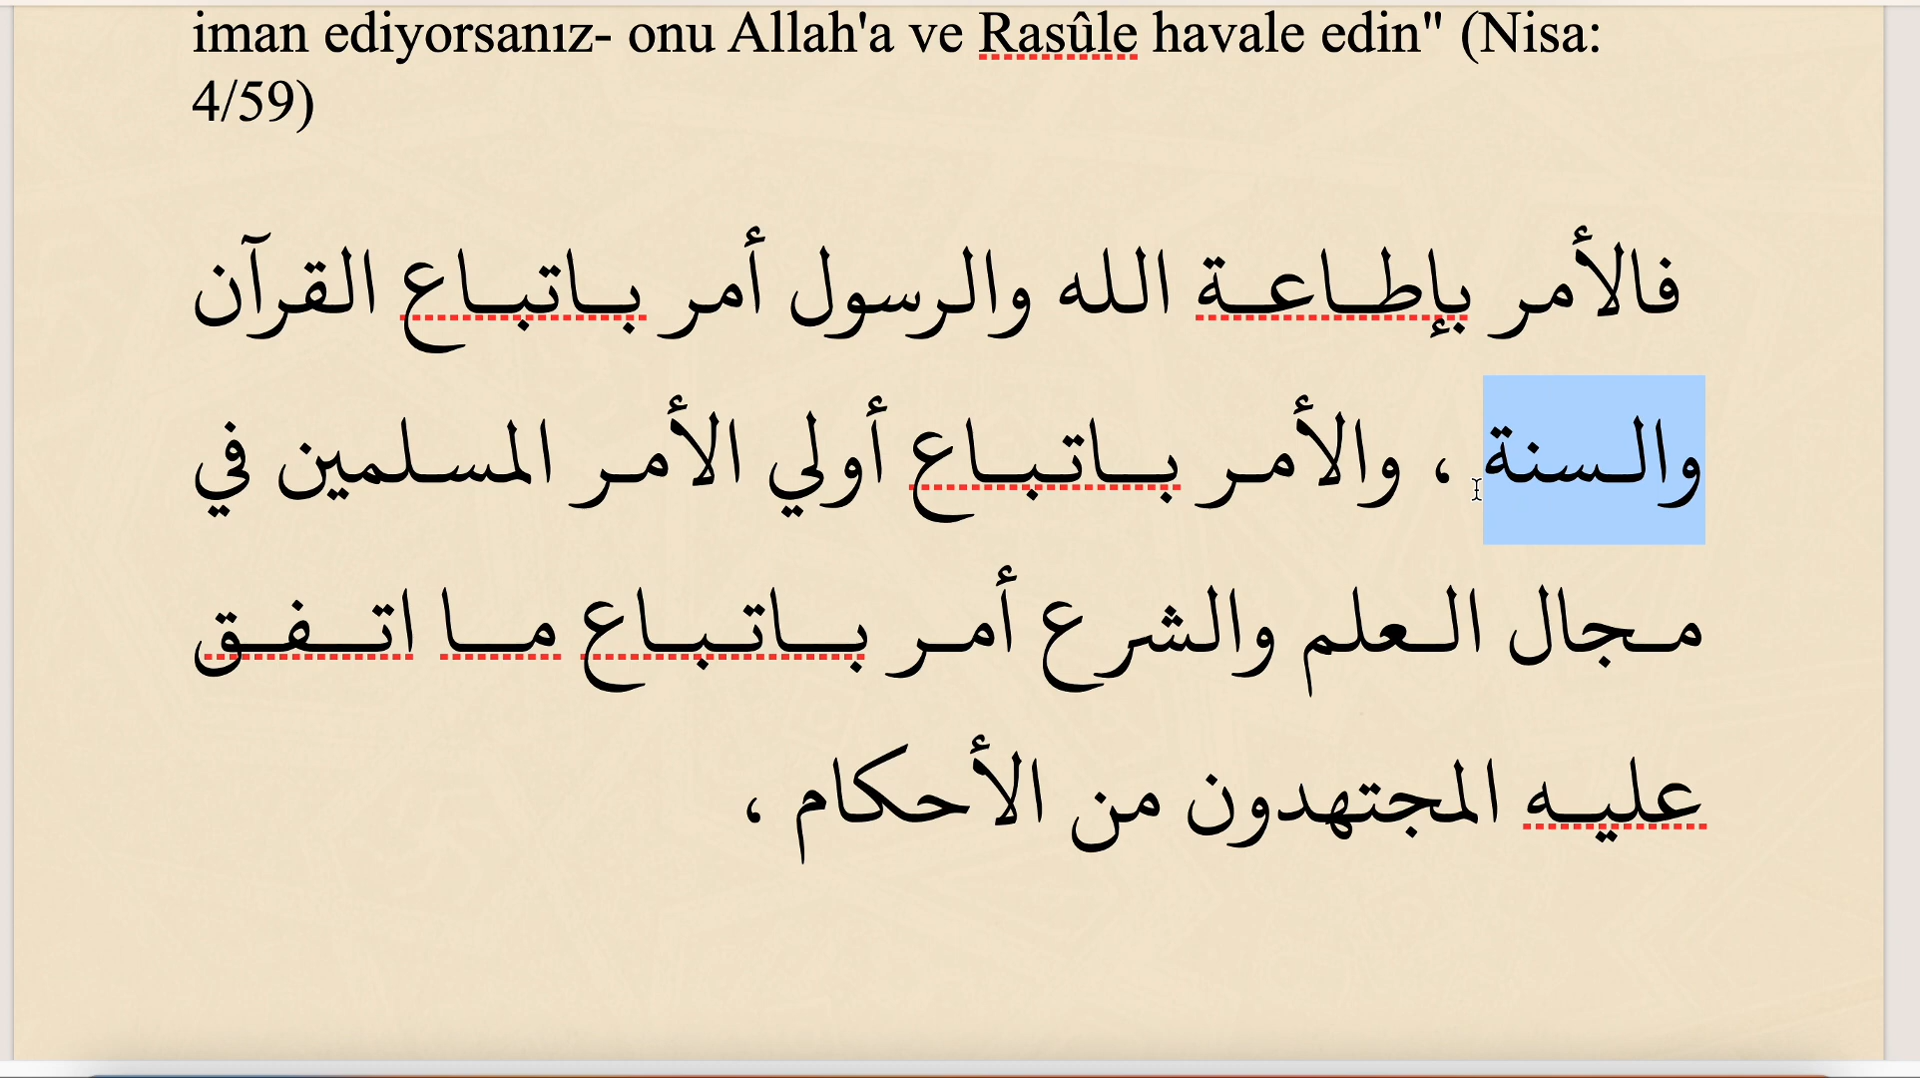 iman ediyorsanız- onu Allah'a ve Rasûle havale edin" (Nisa:
4/59)
فالأمر بإطاعة الله والرسول أمر باتباع القرآن
والسنة ، والأمر باتباع أولي الأمر المسلمين في
مجال العلم والشرع أمر باتباع ما اتفق
عليه المجتهدون من الأحكام ،